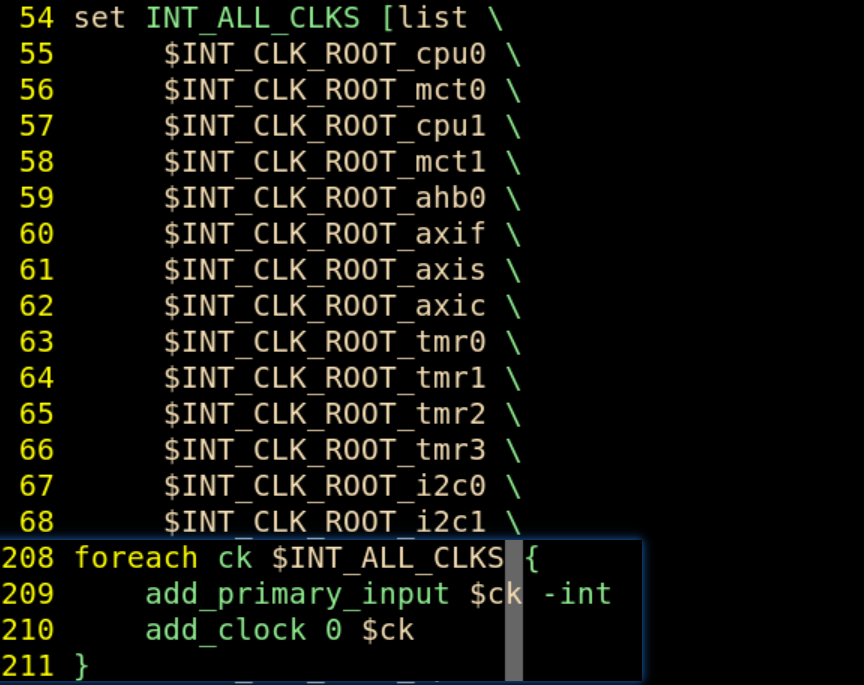 54 set INT_ALL_CLKS [list \
55 $INT_CLK_ROOT_cpu0 \
56 $INT_CLK_ROOT_mct0 \
57 $INT_CLK_ROOT_cpu1 \
58 $INT_CLK_ROOT_mct1 \
59 $INT_CLK_ROOT_ahb0 \
60 $INT_CLK_ROOT_axif \
61 $INT_CLK_ROOT_axis \
62 $INT_CLK_ROOT_axic \
63 $INT_CLK_ROOT_tmr0 \
64 $INT_CLK_ROOT_tmr1 \
65 $INT_CLK_ROOT_tmr2 \
66 $INT_CLK_ROOT_tmr3 \
67 $INT_CLK_ROOT_i2c0 \
68 $INT_CLK_ROOT_i2c1 \
208 foreach ck $INT_ALL_CLKS {
209 add_primary_input $ck -int
210 add_clock 0 $ck
211 }